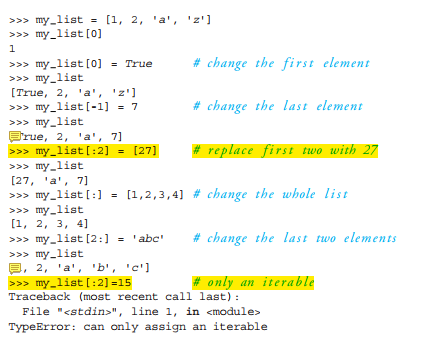 >>> my_list = [1, 2, 'a', 'z']
>>> my_list[0]
1
>>> my_list[0] = True # change the first element
>>> my_list
[True, 2, 'a', 'z']
>>> my_list[-1] = 7 # change the last element
>>> my_list
rue, 2, 'a', 7]
>>> my_list[:2] = [27] # replace first two with 27
>>> my_list
[27, 'a', 7]
>>> my_list[:] = [1,2,3,4] # change the whole list
>>> my_list
[1, 2, 3, 4]
>>> my_list[2:] = 'abc' # change the last two elements
>>> my_list
, 2, 'a', 'b', 'c']
>>> my_list[:2]=15 # only an iterable
Traceback (most recent call last):
File "<stdin>", line 1, in <module>
TypeError: can only assign an iterable